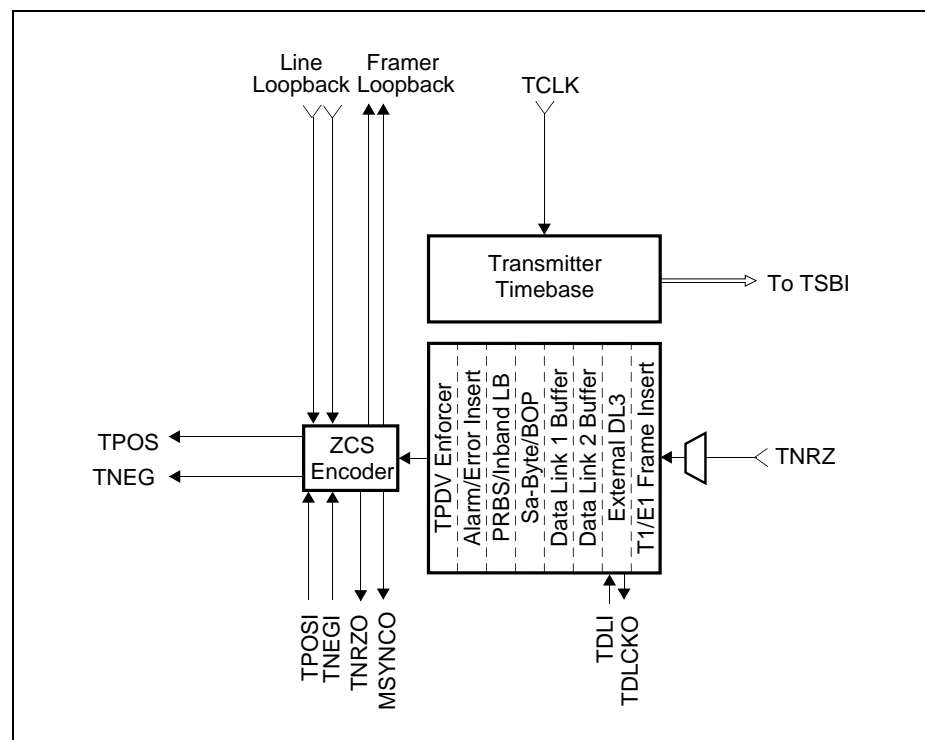 Line
Loopback
Framer
Loopback
TCLK
Transmitter
Timebase
To TSBI
TPOS
TNEG
ZCS
Encoder
TPDV Enforcer
Alarm/Error Insert
PRBS/Inband LB
Sa-Byte/BOP
Data Link 1 Buffer
Data Link 2 Buffer
External DL3
T1/E1 Frame Insert
TNRZ
TPOSI
TNEGI
TNRZO
MSYNCO
TDLI
TDLCKO